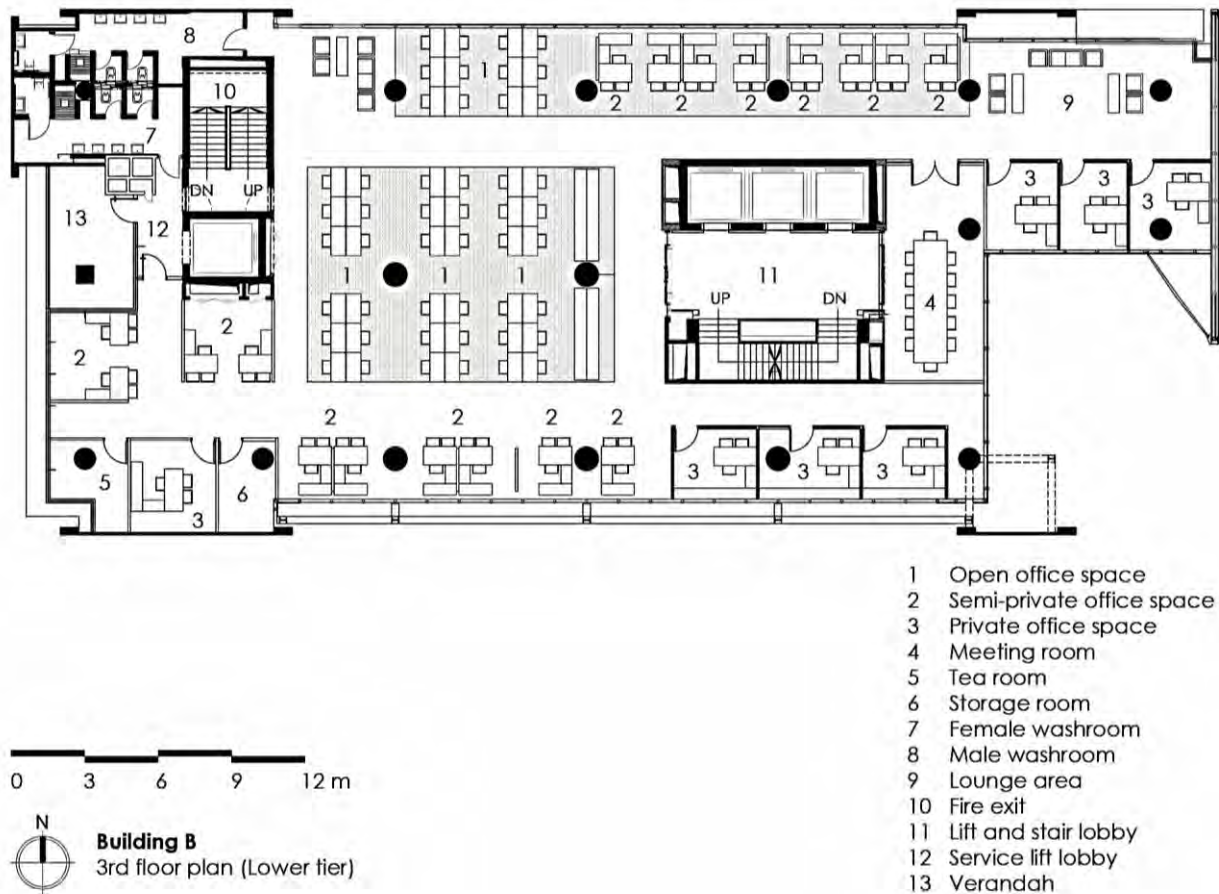 8
1
10
2 2 2 2 2 2
9
7
DN UP
3 3 3
13
12
1 1 1
11
UP DN
4
2
2
2 2 2 2
5
3
6
3 3 3
1 Open office space
2 Semi-private office space
3 Private office space
4 Meeting room
5 Tea room
6 Storage room
7 Female washroom
8 Male washroom
9 Lounge area
10 Fire exit
11 Lift and stair lobby
12 Service lift lobby
13 Verandah
0 3 6 9 12 m
N
Building B
3rd floor plan (Lower tier)